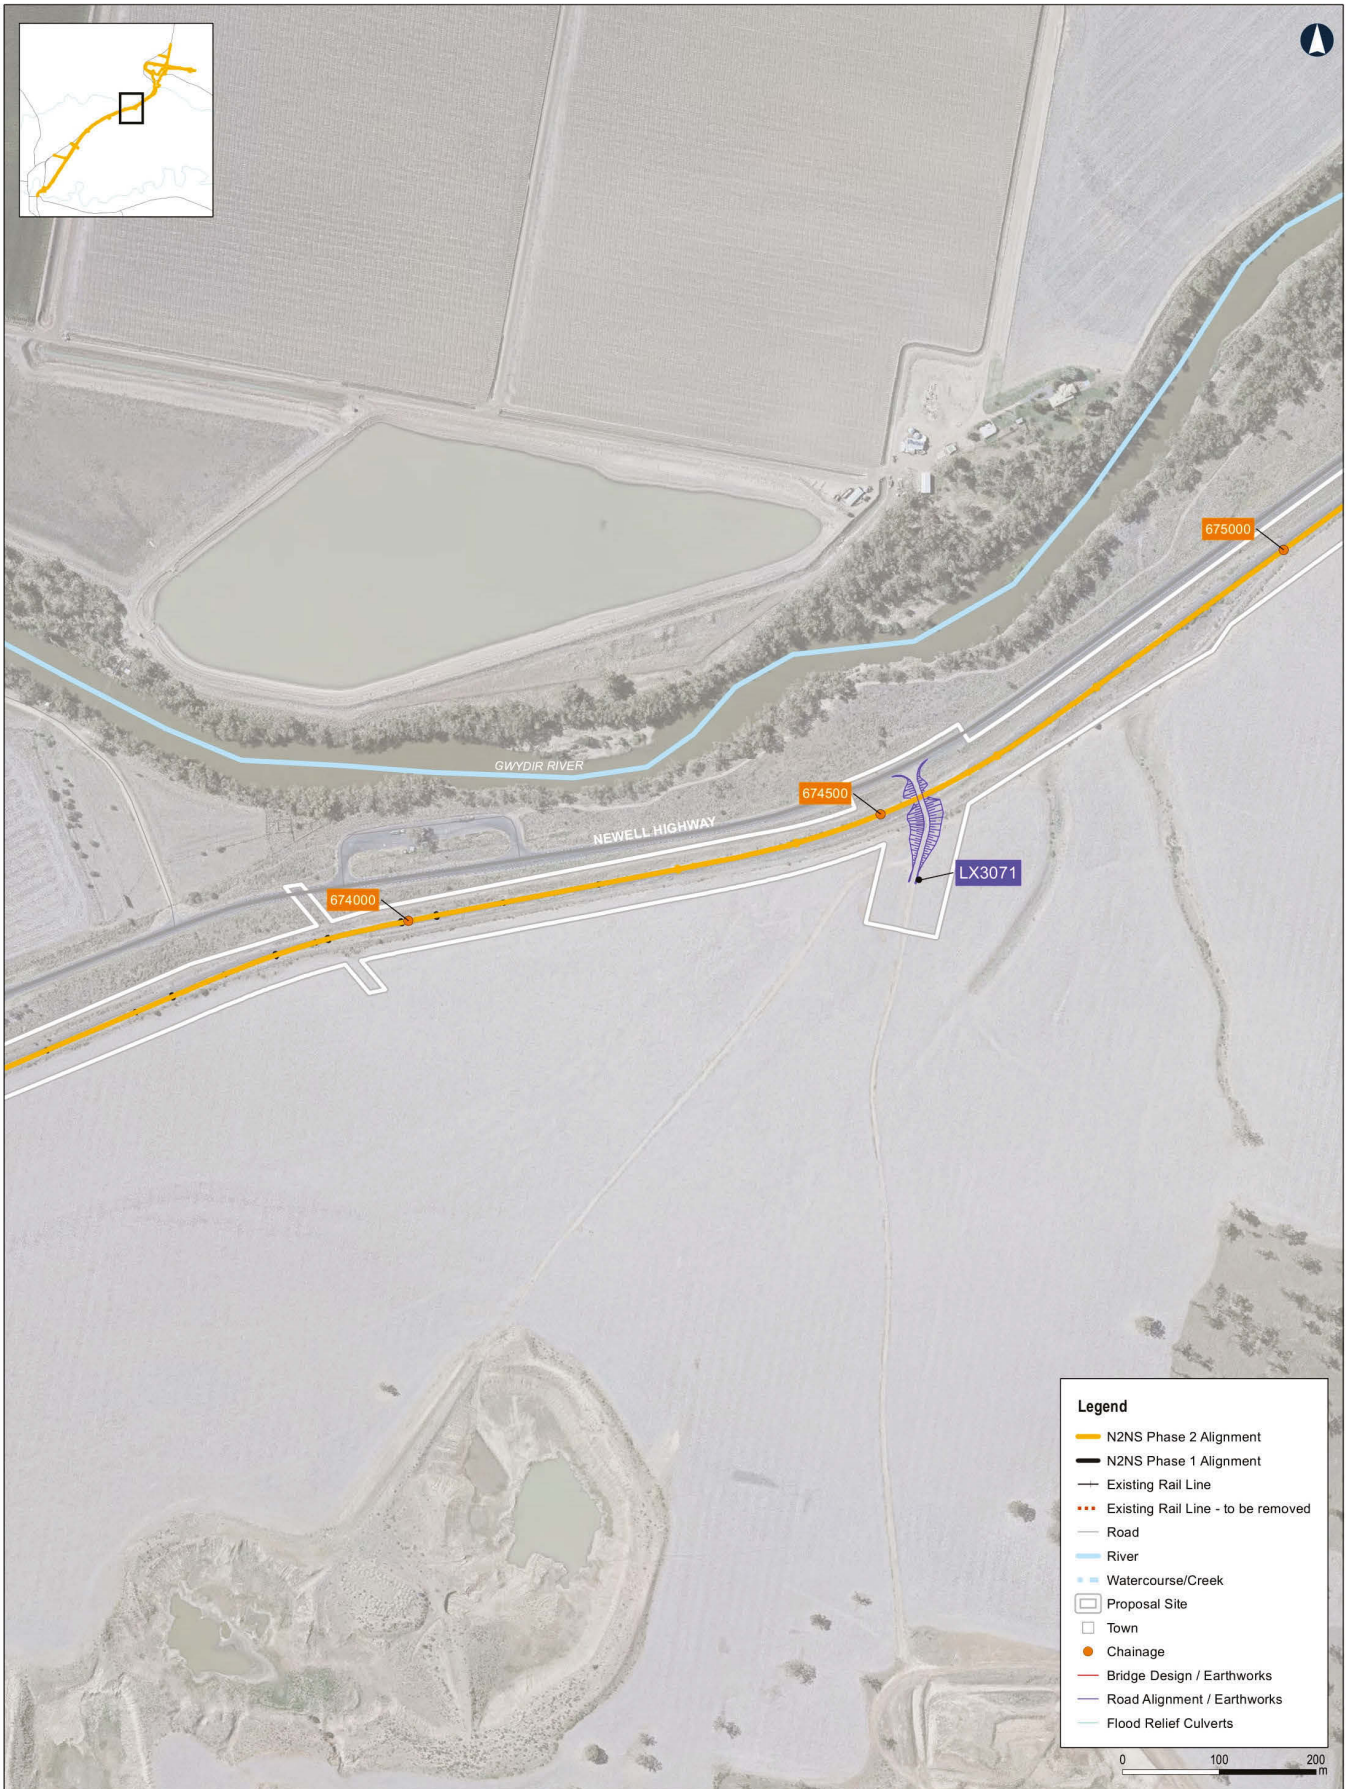 675000
GWYDIR RIVER
674500
NEWELL HIGHWAY
LX3071
674000
Legend
N2NS Phase 2 Alignment
N2NS Phase 1 Alignment
Existing Rail Line
Existing Rail Line - to be removed
Road
River
Watercourse/Creek
Proposal Site
Town
Chainage
Bridge Design / Earthworks
Road Alignment / Earthworks
Flood Relief Culverts
0 100 200
m